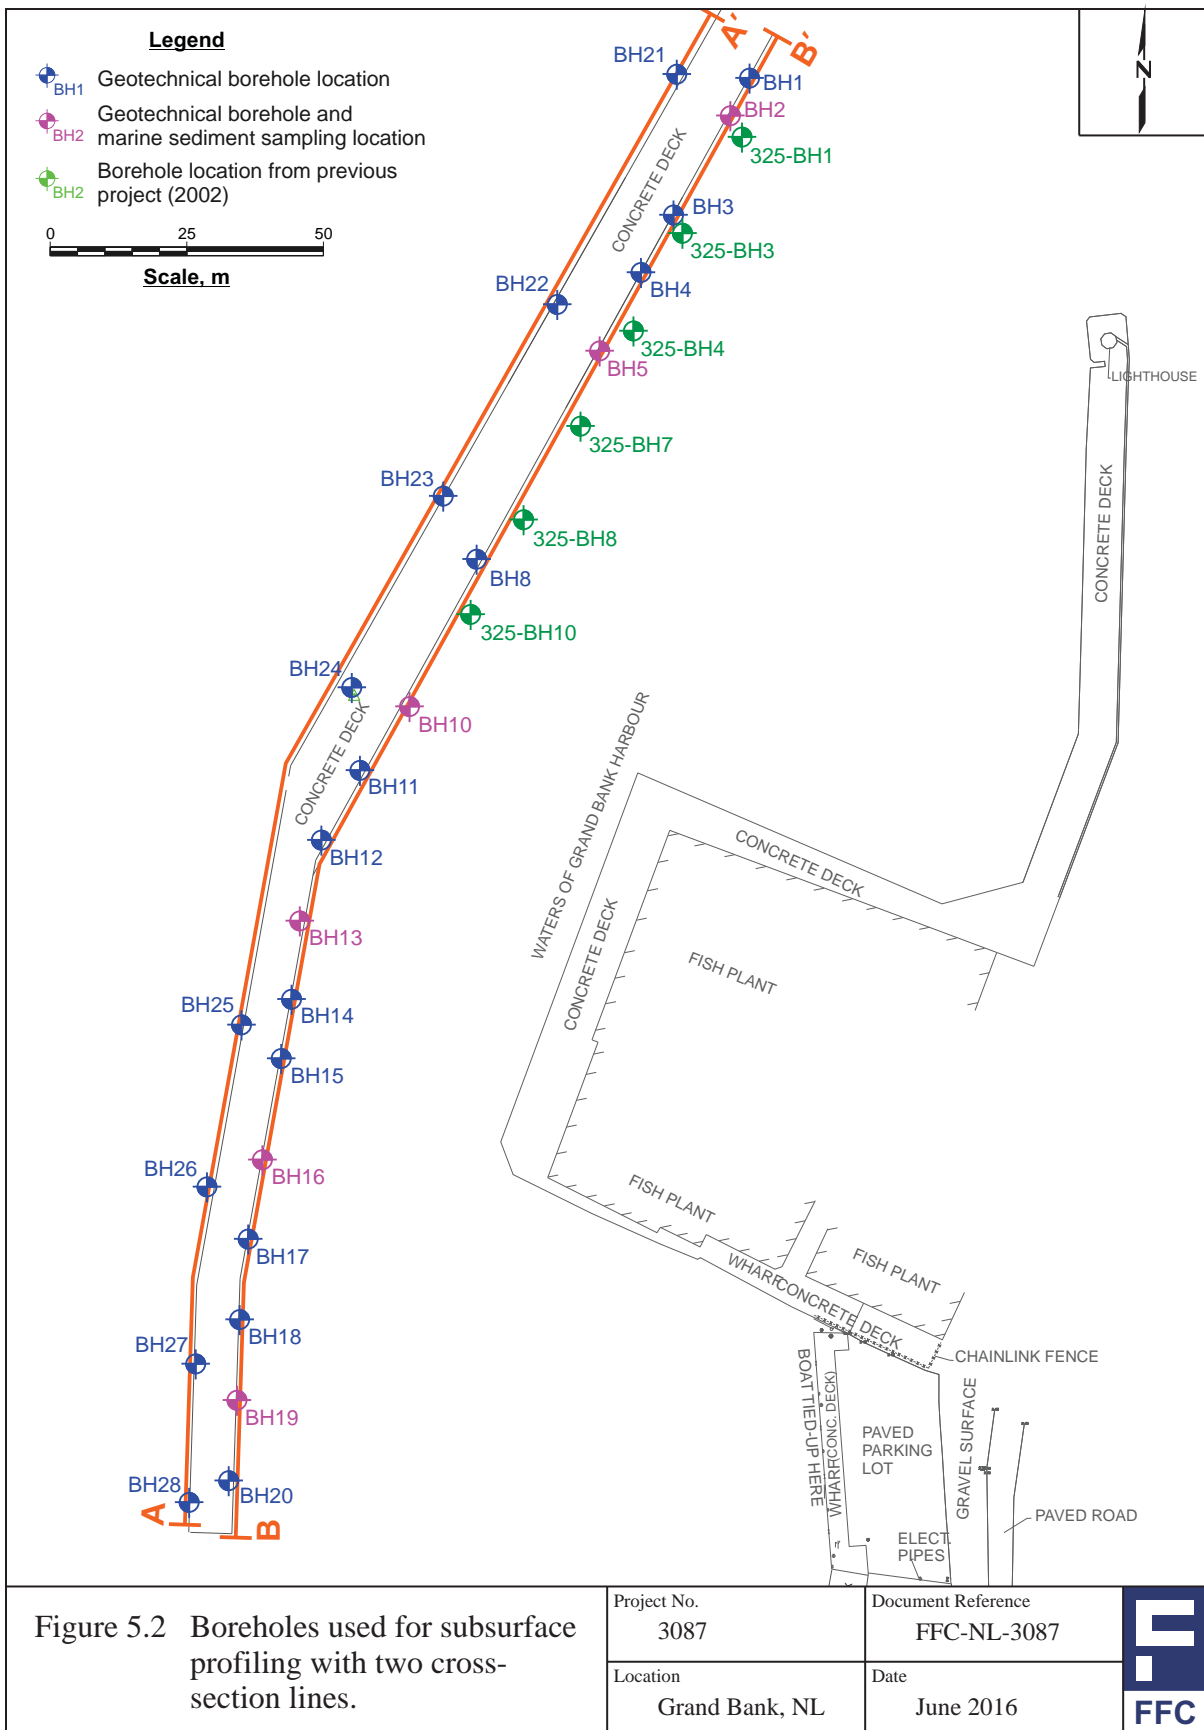 Legend
BH1 Geotechnical borehole location
BH2 Geotechnical borehole and
marine sediment sampling location
BH2 Borehole location from previous
project (2002)
0 25 50
Scale, m
N
A'
B'
BH21
BH1
BH2
325-BH1
CONCRETE DECK
BH3
325-BH3
BH4
BH22
325-BH4
BH5
LIGHTHOUSE
325-BH7
BH23
325-BH8
BH8
CONCRETE DECK
325-BH10
BH24
BH10
CONCRETE DECK
WATERS OF GRAND BANK HARBOUR
BH11
BH12
CONCRETE DECK
BH13
CONCRETE DECK
FISH PLANT
BH25
BH14
BH15
BH16
BH26
FISH PLANT
BH17
FISH PLANT
WHARF
CONCRETE DECK
BH18
BH27
CHAINLINK FENCE
BOAT TIED-UP HERE
WHARF(CONC. DECK)
PAVED
PARKING
LOT
GRAVEL SURFACE
BH19
BH28
BH20
A
B
PAVED ROAD
ELECT.
PIPES
Figure 5.2 Boreholes used for subsurface
profiling with two cross-
section lines.
Project No.
3087
Document Reference
FFC-NL-3087
Location
Grand Bank, NL
Date
June 2016
FFC